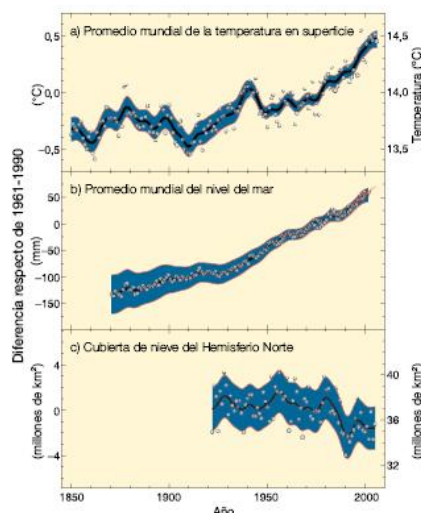 a) Promedio mundial de la temperatura en superficie
0,5
0,0
−0,5
(°C)
14,5
14,0
13,5
Temperatura (°C)
b) Promedio mundial del nivel del mar
50
0
−50
−100
−150
(mm)
Diferencia respecto de 1961-1990
c) Cubierta de nieve del Hemisferio Norte
4
0
−4
(millones de km²)
40
36
32
(millones de km²)
1850 1900 1950 2000
Año